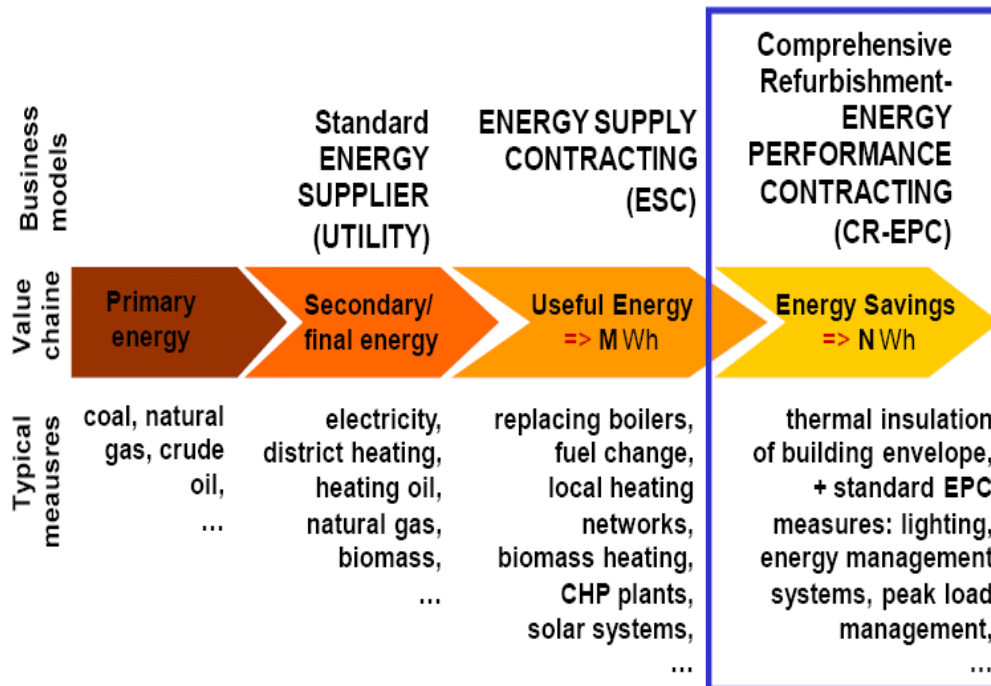 Business
models
Standard
ENERGY
SUPPLIER
(UTILITY)
ENERGY SUPPLY
CONTRACTING
(ESC)
Comprehensive
Refurbishment-
ENERGY
PERFORMANCE
CONTRACTING
(CR-EPC)
Value
chaine
Primary
energy
Secondary/
final energy
Useful Energy
=> M Wh
Energy Savings
=> N Wh
Typical
meausres
coal, natural
gas, crude
oil,
...
electricity,
district heating,
heating oil,
natural gas,
biomass,
...
replacing boilers,
fuel change,
local heating
networks,
biomass heating,
CHP plants,
solar systems,
...
thermal insulation
of building envelope,
+ standard EPC
measures: lighting,
energy management
systems, peak load
management,
...